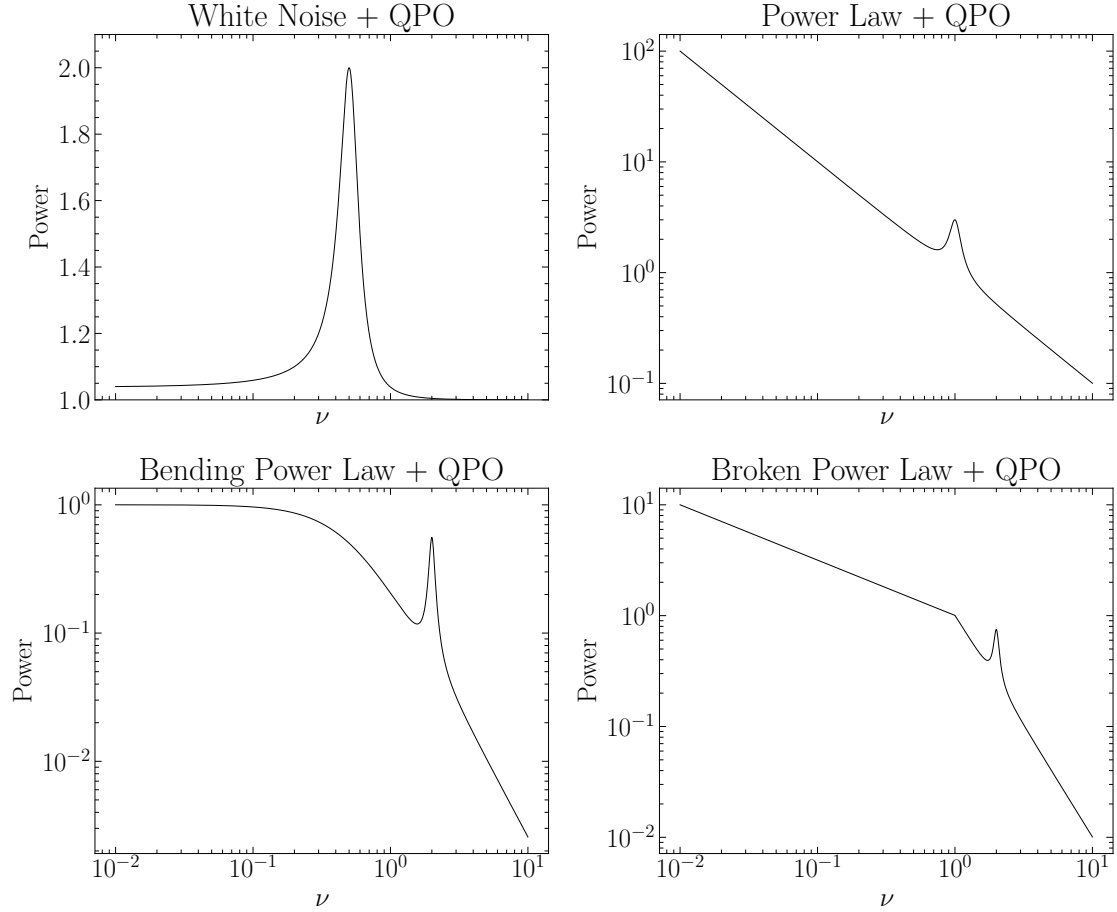 White Noise + QPO
Power
2.0
1.8
1.6
1.4
1.2
1.0
ν
Power Law + QPO
Power
10^2
10^1
10^0
10^-1
ν
Bending Power Law + QPO
Power
10^0
10^-1
10^-2
10^-2 10^-1 10^0 10^1
ν
Broken Power Law + QPO
Power
10^1
10^0
10^-1
10^-2
10^-2 10^-1 10^0 10^1
ν